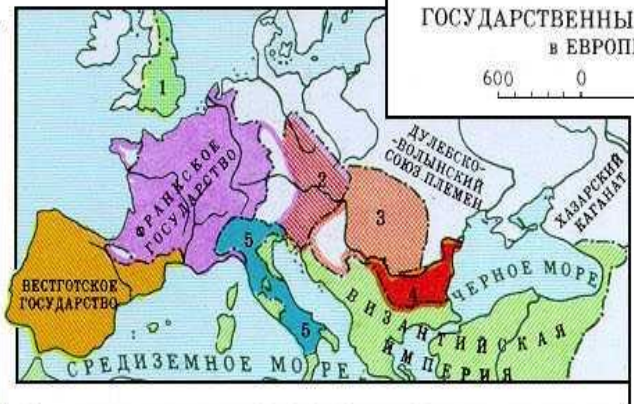 ГОСУДАРСТВЕННЫ
в ЕВРОП
600 0
1
ДУЛЕБСКО-
-ВОЛЫНСКИЙ
СОЮЗ ПЛЕМЕН
ХАЗАРСКИЙ
КАГАНАТ
ФРАНКСКОЕ
ГОСУДАРСТВО
2
3
5
4
ВЕСТГОТСКОЕ
ГОСУДАРСТВО
ЧЕРНОЕ МОРЕ
ВИЗАНТИЙСКАЯ
ИМПЕРИЯ
5
СРЕДИЗЕМНОЕ МОРЕ